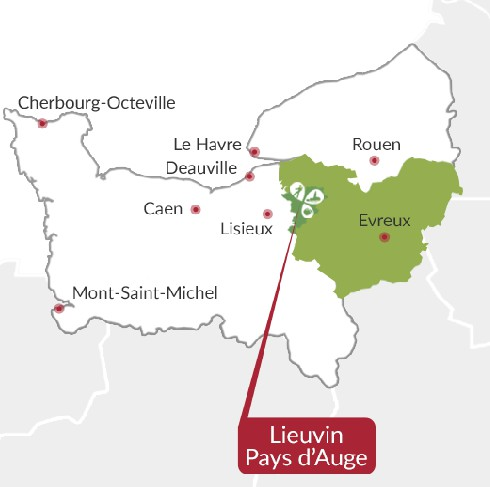 Cherbourg-Octeville
Le Havre
Rouen
Deauville
Caen
Lisieux
Evreux
Mont-Saint-Michel
Lieuvin
Pays d'Auge